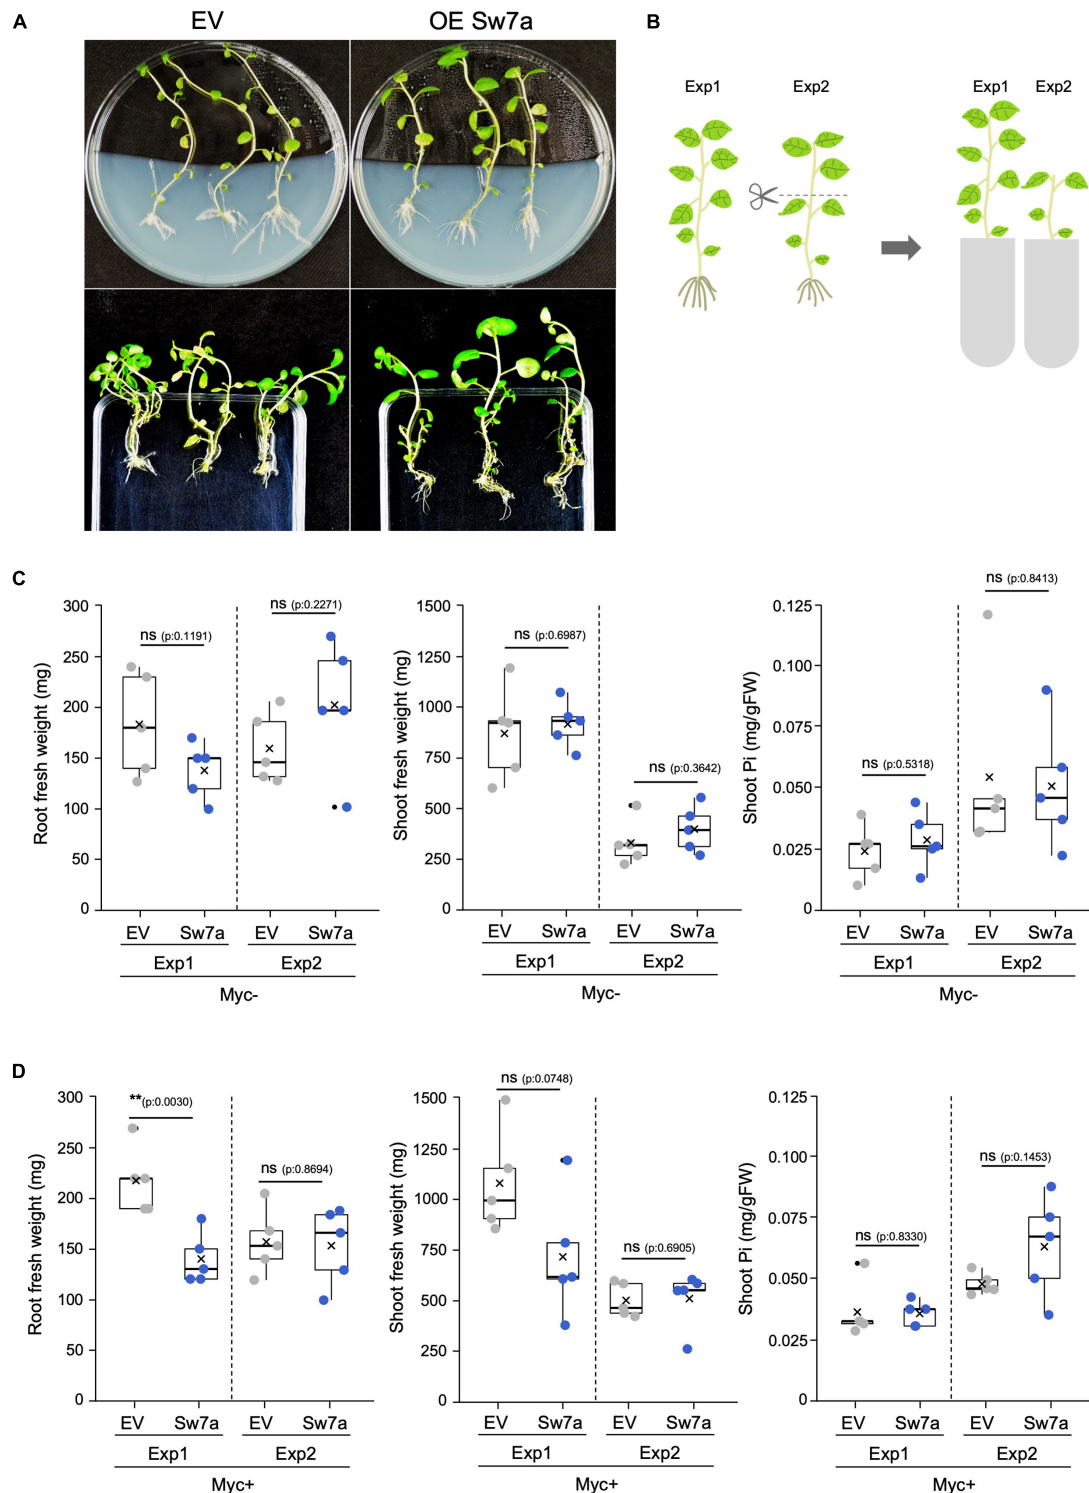 A
EV
OE Sw7a
B
Exp1
Exp2
Exp1
Exp2
C
Root fresh weight (mg)
300
250
200
150
100
50
0
ns (p:0.1191)
ns (p:0.2271)
EV
Sw7a
EV
Sw7a
Exp1
Exp2
Myc-
Shoot fresh weight (mg)
1500
1250
1000
750
500
250
0
ns (p:0.6987)
ns (p:0.3642)
EV
Sw7a
EV
Sw7a
Exp1
Exp2
Myc-
Shoot Pi (mg/gFW)
0.125
0.100
0.075
0.050
0.025
0
ns (p:0.5318)
ns (p:0.8413)
EV
Sw7a
EV
Sw7a
Exp1
Exp2
Myc-
D
Root fresh weight (mg)
300
250
200
150
100
50
0
**(p:0.0030)
ns (p:0.8694)
EV
Sw7a
EV
Sw7a
Exp1
Exp2
Myc+
Shoot fresh weight (mg)
1500
1250
1000
750
500
250
0
ns (p:0.0748)
ns (p:0.6905)
EV
Sw7a
EV
Sw7a
Exp1
Exp2
Myc+
Shoot Pi (mg/gFW)
0.125
0.100
0.075
0.050
0.025
0
ns (p:0.8330)
ns (p:0.1453)
EV
Sw7a
EV
Sw7a
Exp1
Exp2
Myc+